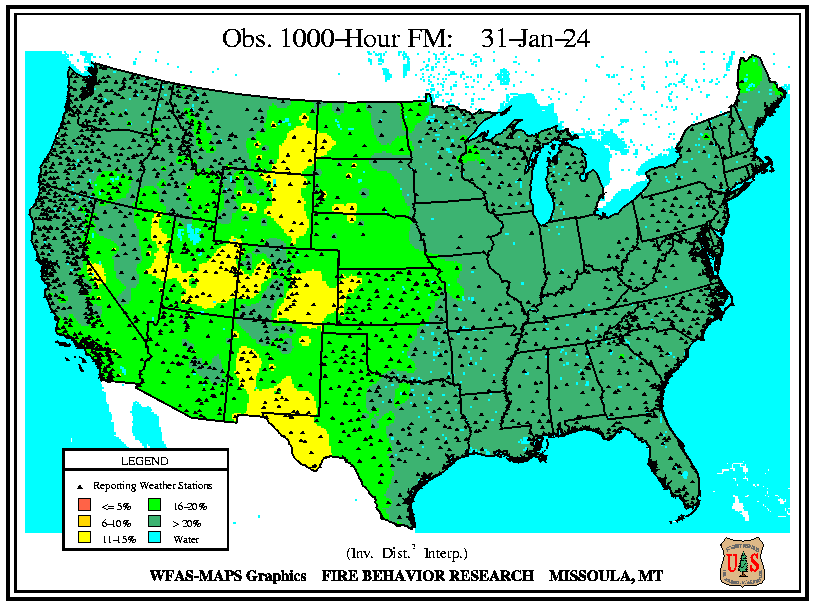 Obs. 1000-Hour FM: 31-Jan-24
LEGEND
Reporting Weather Stations
<= 5% 16-20%
6-10% > 20%
11-15% Water
(Inv. Dist.² Interp.)
WFAS-MAPS Graphics FIRE BEHAVIOR RESEARCH MISSOULA, MT
U S